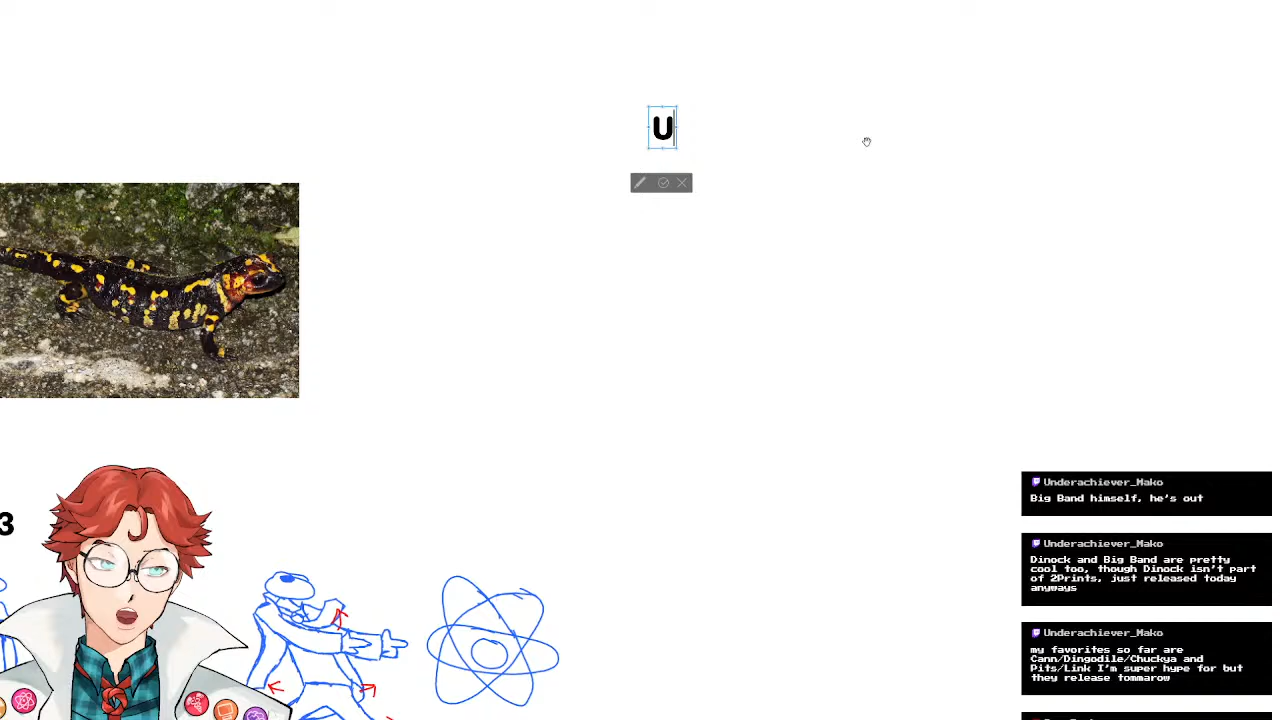 U
3
Underachiever_Mako
Big Band himself, he's out
Underachiever_Mako
Dinock and Big Band are pretty
cool too, though Dinock isn't part
of 2Prints, just released today
anyways
Underachiever_Mako
my favorites so far are
Cann/Dingodile/Chuckya and
Pits/Link I'm super hype for but
they release tommarow